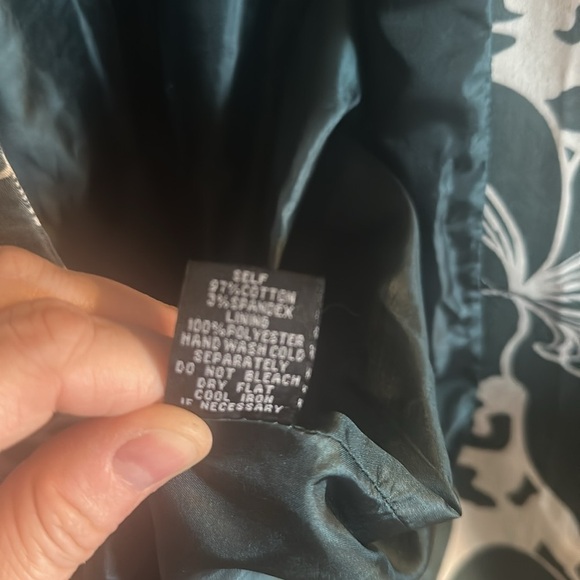 SELF
97%COTTON
3%SPANDEX
LINING
100%POLYESTER
HAND WASH COLD
SEPARATELY
DO NOT BLEACH
DRY FLAT
COOL IRON
IF NECESSARY